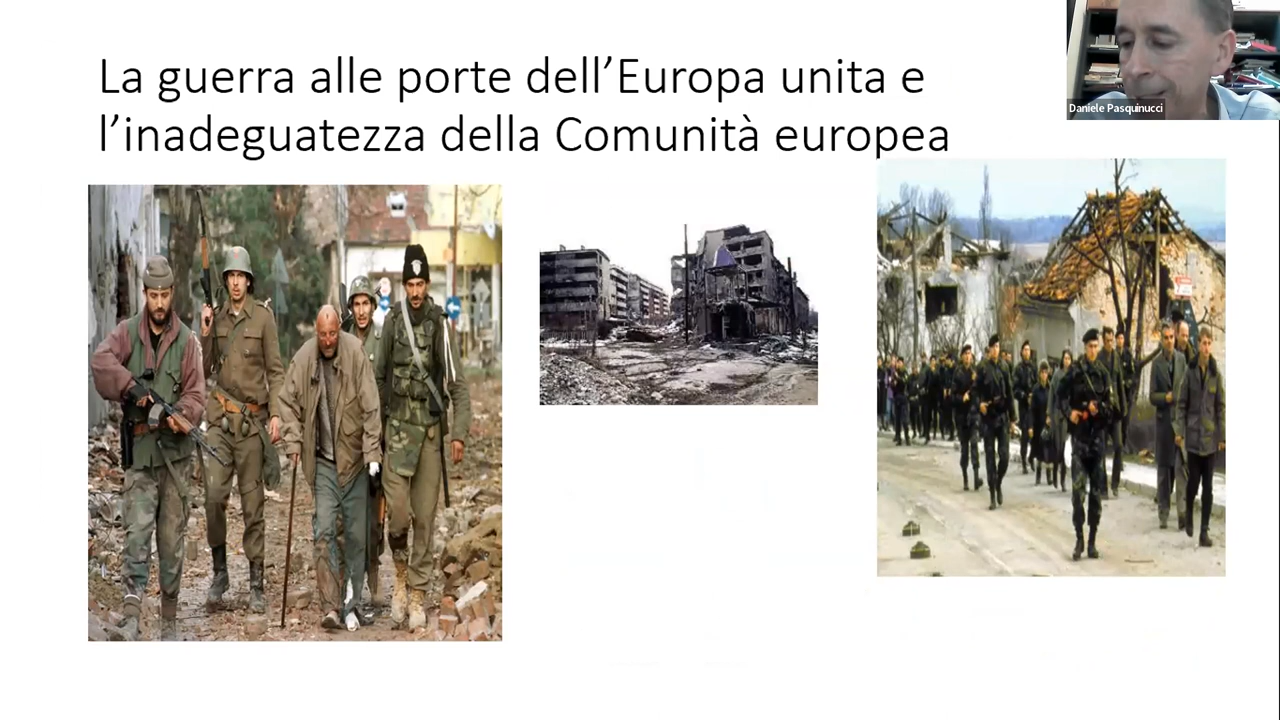 La guerra alle porte dell’Europa unita e
l’inadeguatezza della Comunità europea
Daniele Pasquinucci